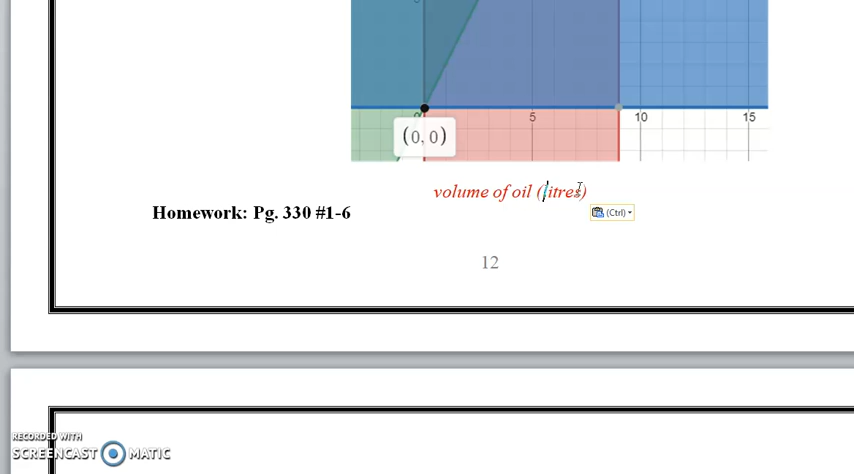 5
10
15
(0, 0)
volume of oil (litres)
(Ctrl)
Homework: Pg. 330 #1-6
12
RECORDED WITH
SCREENCAST MATIC